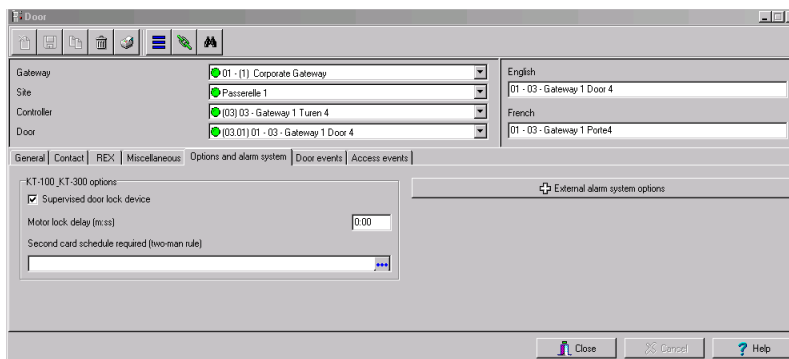 Door
Gateway
01 - (1) Corporate Gateway
English
01 - 03 - Gateway 1 Door 4
Site
Passerelle 1
Controller
(03) 03 - Gateway 1 Turen 4
French
01 - 03 - Gateway 1 Porte4
Door
(03.01) 01 - 03 - Gateway 1 Door 4
General Contact REX Miscellaneous Options and alarm system Door events Access events
KT-100_KT-300 options
External alarm system options
Supervised door lock device
Motor lock delay (m:ss)
0:00
Second card schedule required (two-man rule)
Close
Cancel
Help